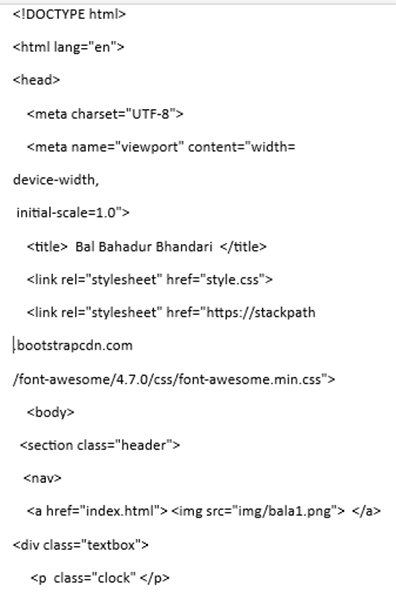 <!DOCTYPE html>
<html lang="en">
<head>
<meta charset="UTF-8">
<meta name="viewport" content="width=
device-width,
initial-scale=1.0">
<title> Bal Bahadur Bhandari </title>
<link rel="stylesheet" href="style.css">
<link rel="stylesheet" href="https://stackpath
.bootstrapcdn.com
/font-awesome/4.7.0/css/font-awesome.min.css">
<body>
<section class="header">
<nav>
<a href="index.html"> <img src="img/bala1.png"> </a>
<div class="textbox">
<p class="clock" </p>